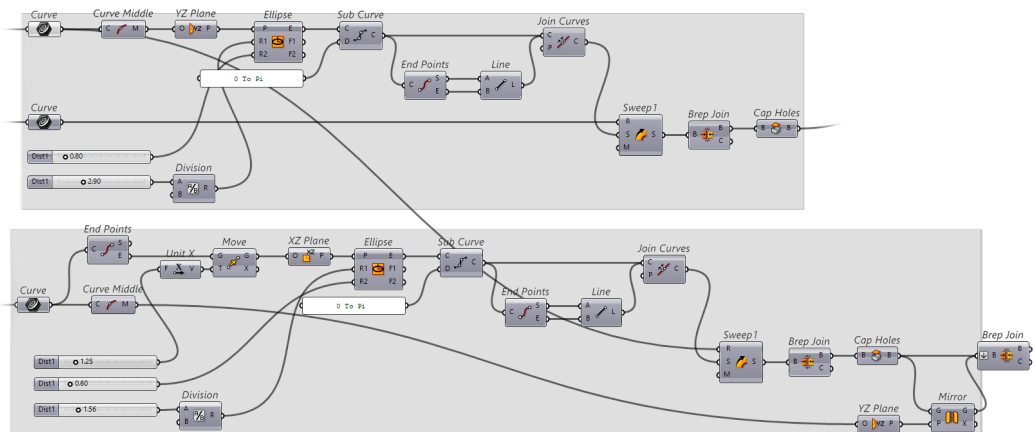 Curve
Curve Middle
YZ Plane
Ellipse
Sub Curve
Join Curves
C M
O YZ P
P E
R1 F1
R2 F2
C C
D
C C
P
0 To Pi
End Points
Line
C S
E
A L
B
Curve
Sweep1
Brep Join
Cap Holes
R
S S
M
B B
C
B B
Dist1 0.80
Division
Dist1 2.90
A R
B
A/B
End Points
C S
E
Unit X
F X V
Move
G G
T X
XZ Plane
O XZ P
Ellipse
P E
R1 F1
R2 F2
Sub Curve
C C
D
Join Curves
C C
P
Curve
Curve Middle
C M
0 To Pi
End Points
Line
C S
E
A L
B
Dist1 1.25
Sweep1
Brep Join
Cap Holes
Brep Join
R
S S
M
B B
C
B B
B B
C
Dist1 0.60
Dist1 1.56
Division
A R
B
A/B
YZ Plane
O YZ P
Mirror
G G
P X